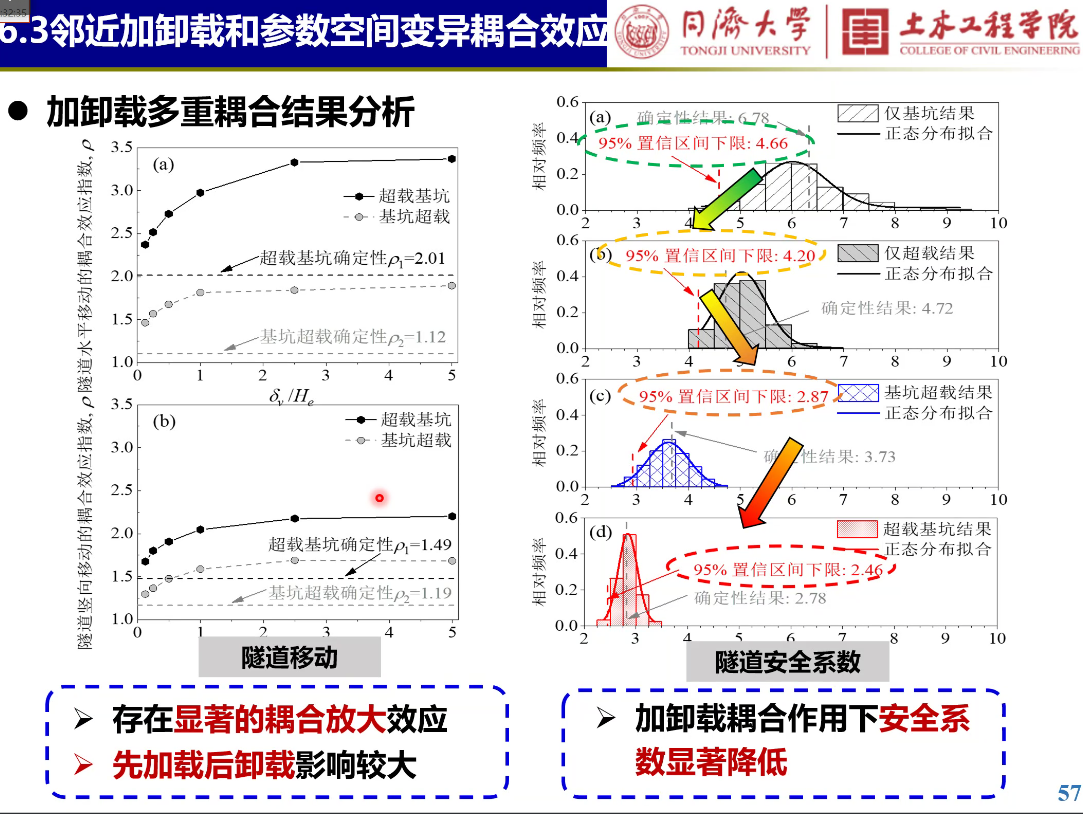 32:35
6.3邻近加卸载和参数空间变异耦合效应
同濟大學
TONGJI UNIVERSITY
土木工程学院
COLLEGE OF CIVIL ENGINEERING
● 加卸载多重耦合结果分析
隧道水平移动的耦合效应指数, ρ
3.5
3.0
2.5
2.0
1.5
1.0
(a)
超载基坑
基坑超载
超载基坑确定性ρ1=2.01
基坑超载确定性ρ2=1.12
0 1 2 3 4 5
δv /He
隧道竖向移动的耦合效应指数, ρ
3.5
3.0
2.5
2.0
1.5
1.0
(b)
超载基坑
基坑超载
超载基坑确定性ρ1=1.49
基坑超载确定性ρ2=1.19
0 1 2 3 4 5
隧道移动
相对频率
0.6
0.4
0.2
0.0
(a)
确定性结果: 6.78
95% 置信区间下限: 4.66
仅基坑结果
正态分布拟合
2 3 4 5 6 7 8 9 10
相对频率
0.6
0.4
0.2
0.0
(b)
95% 置信区间下限: 4.20
仅超载结果
正态分布拟合
确定性结果: 4.72
2 3 4 5 6 7 8 9 10
相对频率
0.6
0.4
0.2
0.0
(c)
95% 置信区间下限: 2.87
基坑超载结果
正态分布拟合
确定性结果: 3.73
2 3 4 5 6 7 8 9 10
相对频率
0.6
0.4
0.2
0.0
(d)
超载基坑结果
正态分布拟合
95% 置信区间下限: 2.46
确定性结果: 2.78
2 3 4 5 6 7 8 9 10
隧道安全系数
➢ 存在显著的耦合放大效应
➢ 先加载后卸载影响较大
➢ 加卸载耦合作用下安全系
数显著降低
57